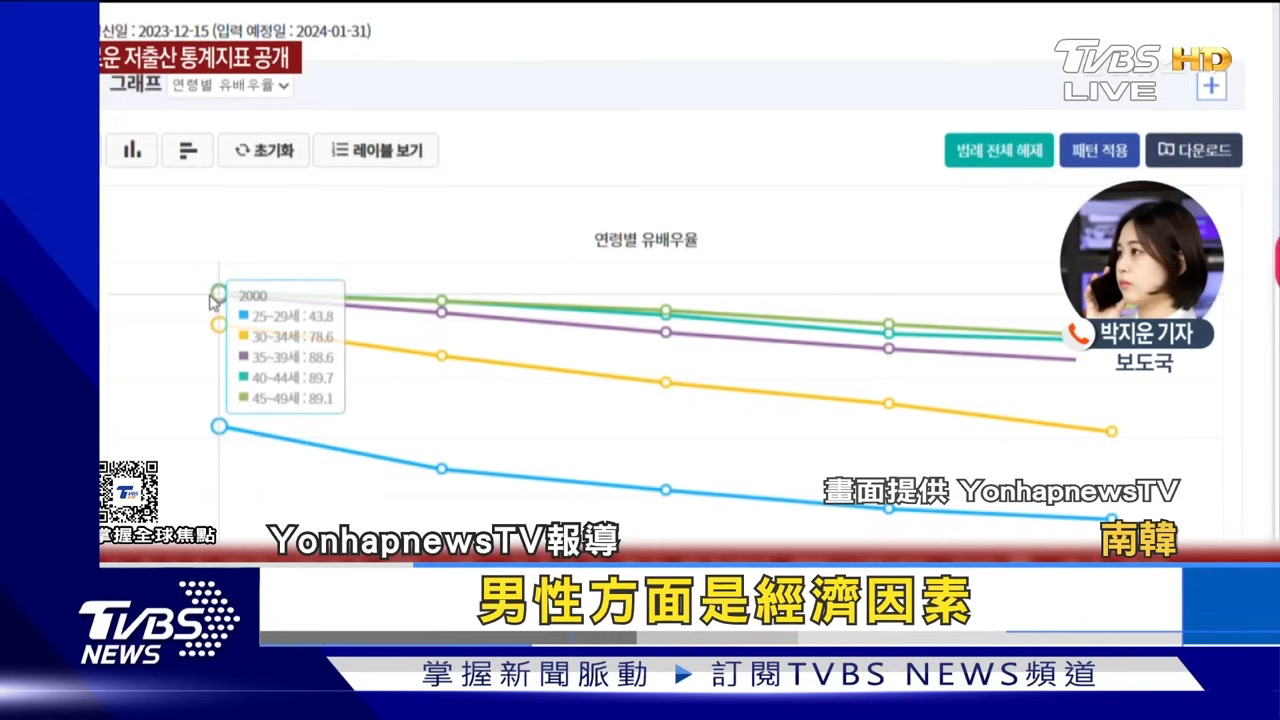 신일 : 2023-12-15 (입력 예정일 : 2024-01-31)
운 저출산 통계지표 공개
그래프 연령별 유배우율
TVBS HD
LIVE
초기화
레이블 보기
범례 전체 해제
패턴 적용
다운로드
연령별 유배우율
2000
25~29세 : 43.8
30~34세 : 78.6
35~39세 : 88.6
40~44세 : 89.7
45~49세 : 89.1
박지운 기자
보도국
TVBS
掌握全球焦點
畫面提供 YonhapnewsTV
YonhapnewsTV報導
南韓
男性方面是經濟因素
TVBS
NEWS
掌握新聞脈動 ▶ 訂閱TVBS NEWS頻道